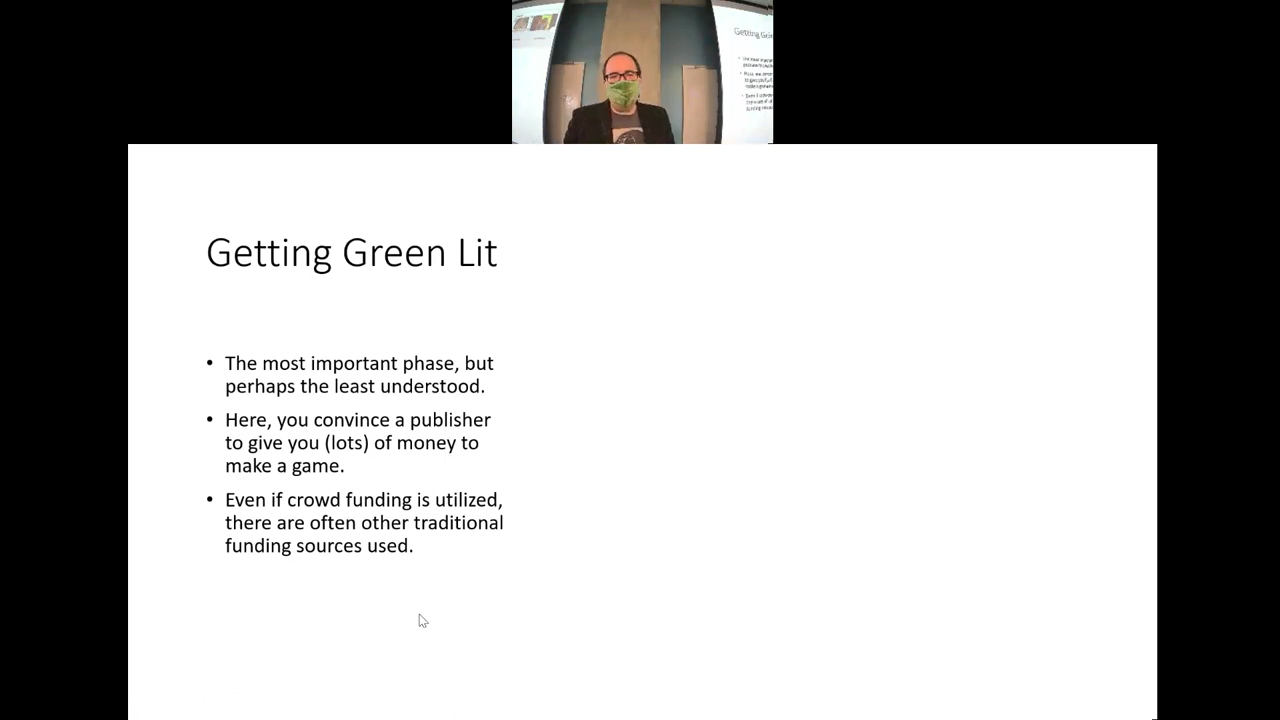 Getting Green Lit
• The most important phase, but
perhaps the least understood.
• Here, you convince a publisher
to give you (lots) of money to
make a game.
• Even if crowd funding is utilized,
there are often other traditional
funding sources used.